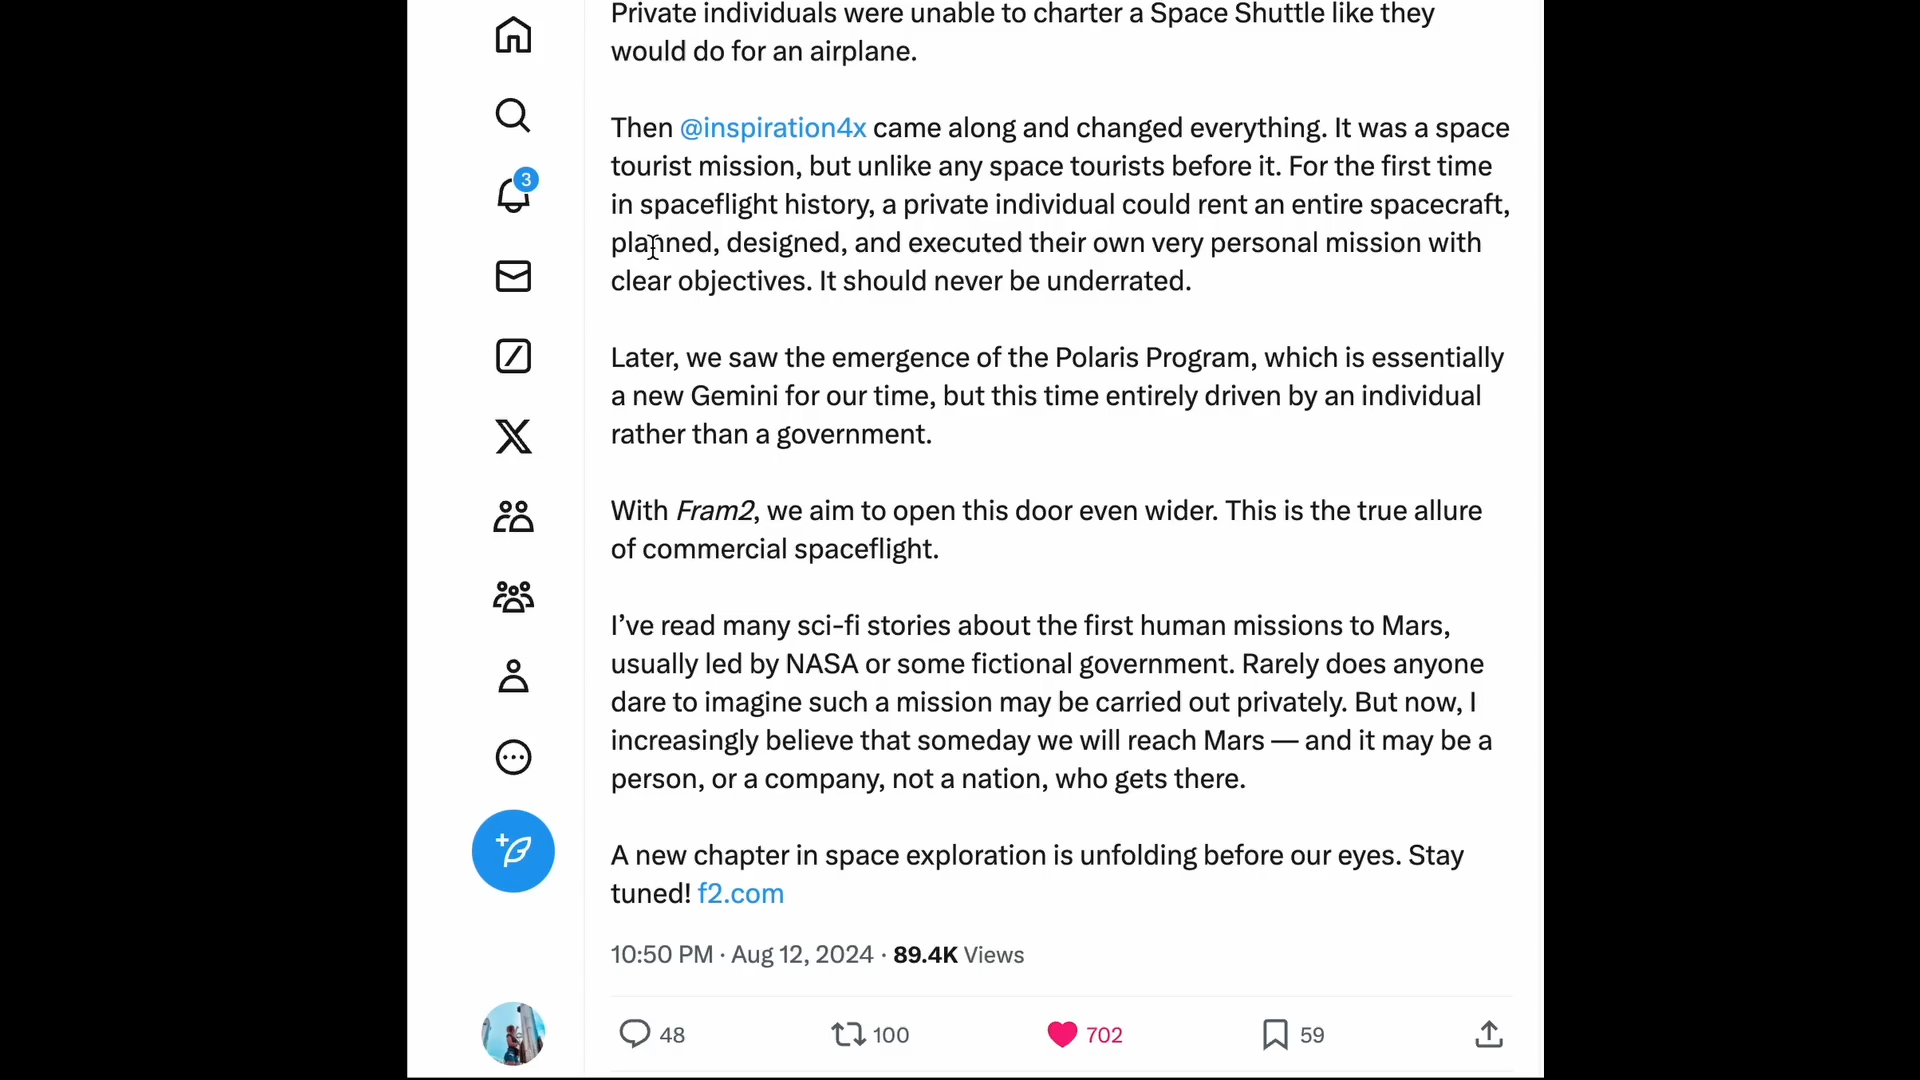 Private individuals were unable to charter a Space Shuttle like they
would do for an airplane.
Then @inspiration4x came along and changed everything. It was a space
tourist mission, but unlike any space tourists before it. For the first time
in spaceflight history, a private individual could rent an entire spacecraft,
planned, designed, and executed their own very personal mission with
clear objectives. It should never be underrated.
Later, we saw the emergence of the Polaris Program, which is essentially
a new Gemini for our time, but this time entirely driven by an individual
rather than a government.
With Fram2, we aim to open this door even wider. This is the true allure
of commercial spaceflight.
I’ve read many sci-fi stories about the first human missions to Mars,
usually led by NASA or some fictional government. Rarely does anyone
dare to imagine such a mission may be carried out privately. But now, I
increasingly believe that someday we will reach Mars — and it may be a
person, or a company, not a nation, who gets there.
A new chapter in space exploration is unfolding before our eyes. Stay
tuned! f2.com
10:50 PM · Aug 12, 2024 · 89.4K Views
48 100 702 59
3